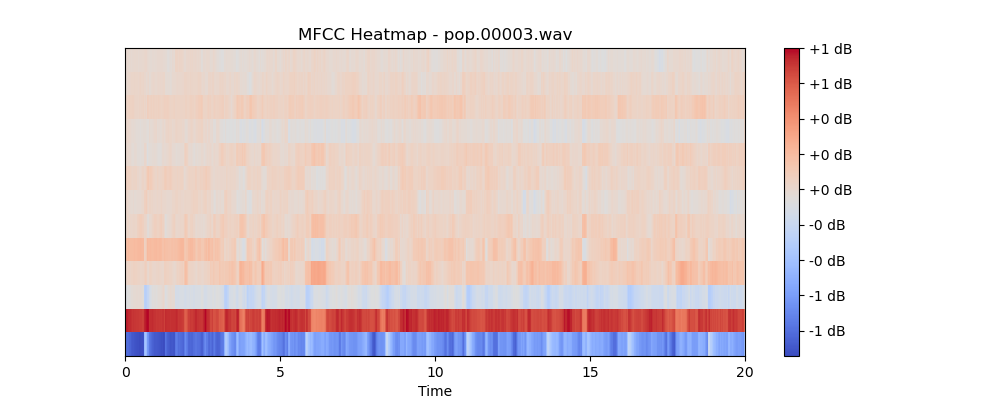 MFCC Heatmap - pop.00003.wav
+1 dB
+1 dB
+0 dB
+0 dB
+0 dB
-0 dB
-0 dB
-1 dB
-1 dB
0 5 10 15 20
Time